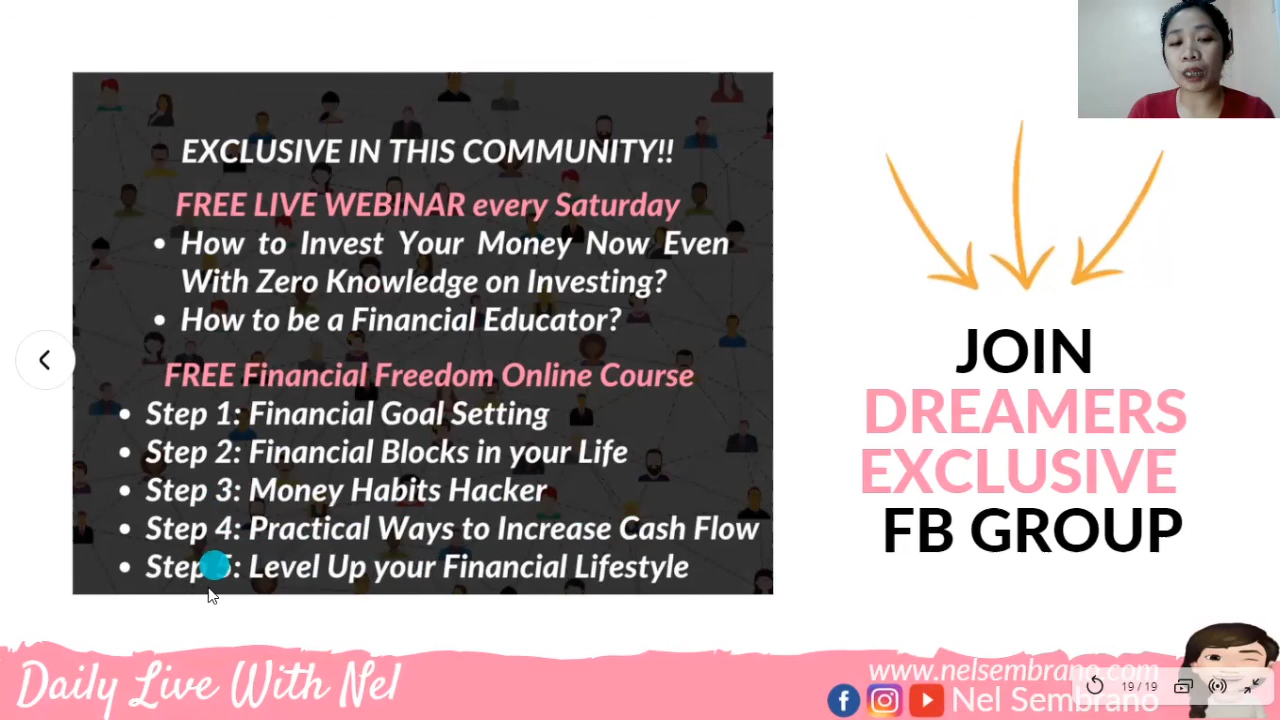 EXCLUSIVE IN THIS COMMUNITY!!
FREE LIVE WEBINAR every Saturday
• How to Invest Your Money Now Even
With Zero Knowledge on Investing?
• How to be a Financial Educator?
FREE Financial Freedom Online Course
• Step 1: Financial Goal Setting
• Step 2: Financial Blocks in your Life
• Step 3: Money Habits Hacker
• Step 4: Practical Ways to Increase Cash Flow
• Step 5: Level Up your Financial Lifestyle
JOIN
DREAMERS
EXCLUSIVE
FB GROUP
Daily Live With Nel
www.nelsembrano.com
Nel Sembrano
19/19